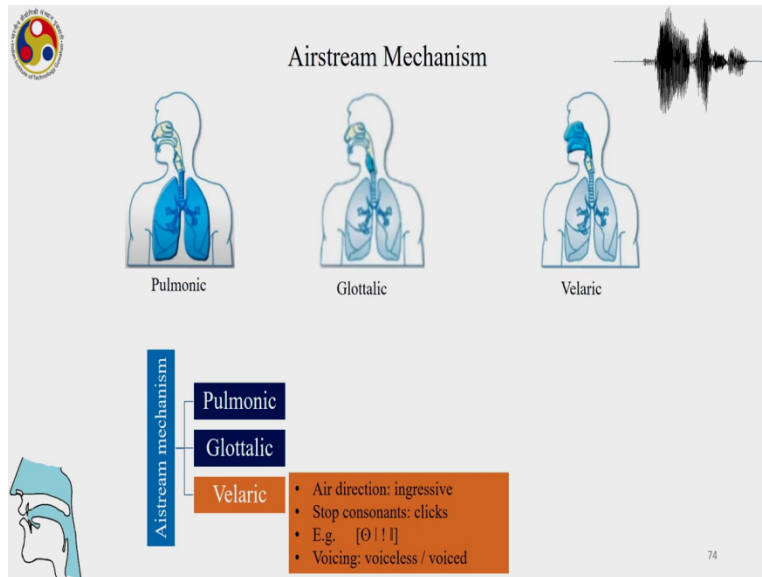 Airstream Mechanism
Pulmonic
Glottalic
Velaric
Aistream mechanism
Pulmonic
Glottalic
Velaric
• Air direction: ingressive
• Stop consonants: clicks
• E.g. [ʘ ǀ ! ǁ]
• Voicing: voiceless / voiced
74